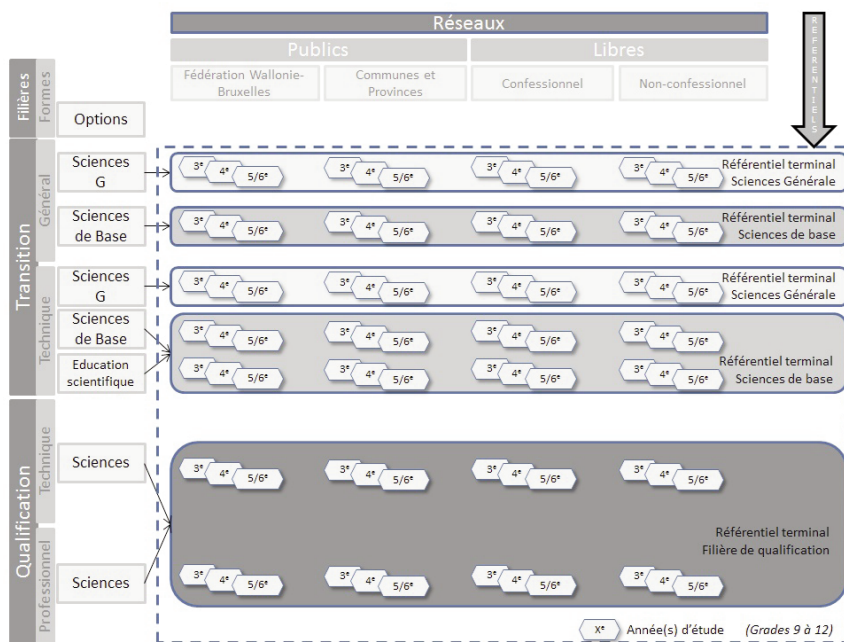 Réseaux
Publics
Libres
Fédération Wallonie-
Bruxelles
Communes et
Provinces
Confessionnel
Non-confessionnel
REFERENTIELS
Filières
Formes
Options
Transition
Général
Sciences
G
3e 4e 5/6e 3e 4e 5/6e 3e 4e 5/6e 3e 4e 5/6e
Référentiel terminal
Sciences Générale
Sciences
de Base
3e 4e 5/6e 3e 4e 5/6e 3e 4e 5/6e 3e 4e 5/6e
Référentiel terminal
Sciences de base
Technique
Sciences
G
3e 4e 5/6e 3e 4e 5/6e 3e 4e 5/6e 3e 4e 5/6e
Référentiel terminal
Sciences Générale
Sciences
de Base
3e 4e 5/6e 3e 4e 5/6e 3e 4e 5/6e 3e 4e 5/6e
Education
scientifique
3e 4e 5/6e 3e 4e 5/6e 3e 4e 5/6e 3e 4e 5/6e
Référentiel terminal
Sciences de base
Qualification
Technique
Sciences
3e 4e 5/6e 3e 4e 5/6e 3e 4e 5/6e 3e 4e 5/6e
Référentiel terminal
Filière de qualification
Professionnel
Sciences
3e 4e 5/6e 3e 4e 5/6e 3e 4e 5/6e 3e 4e 5/6e
Xe Année(s) d'étude (Grades 9 à 12)